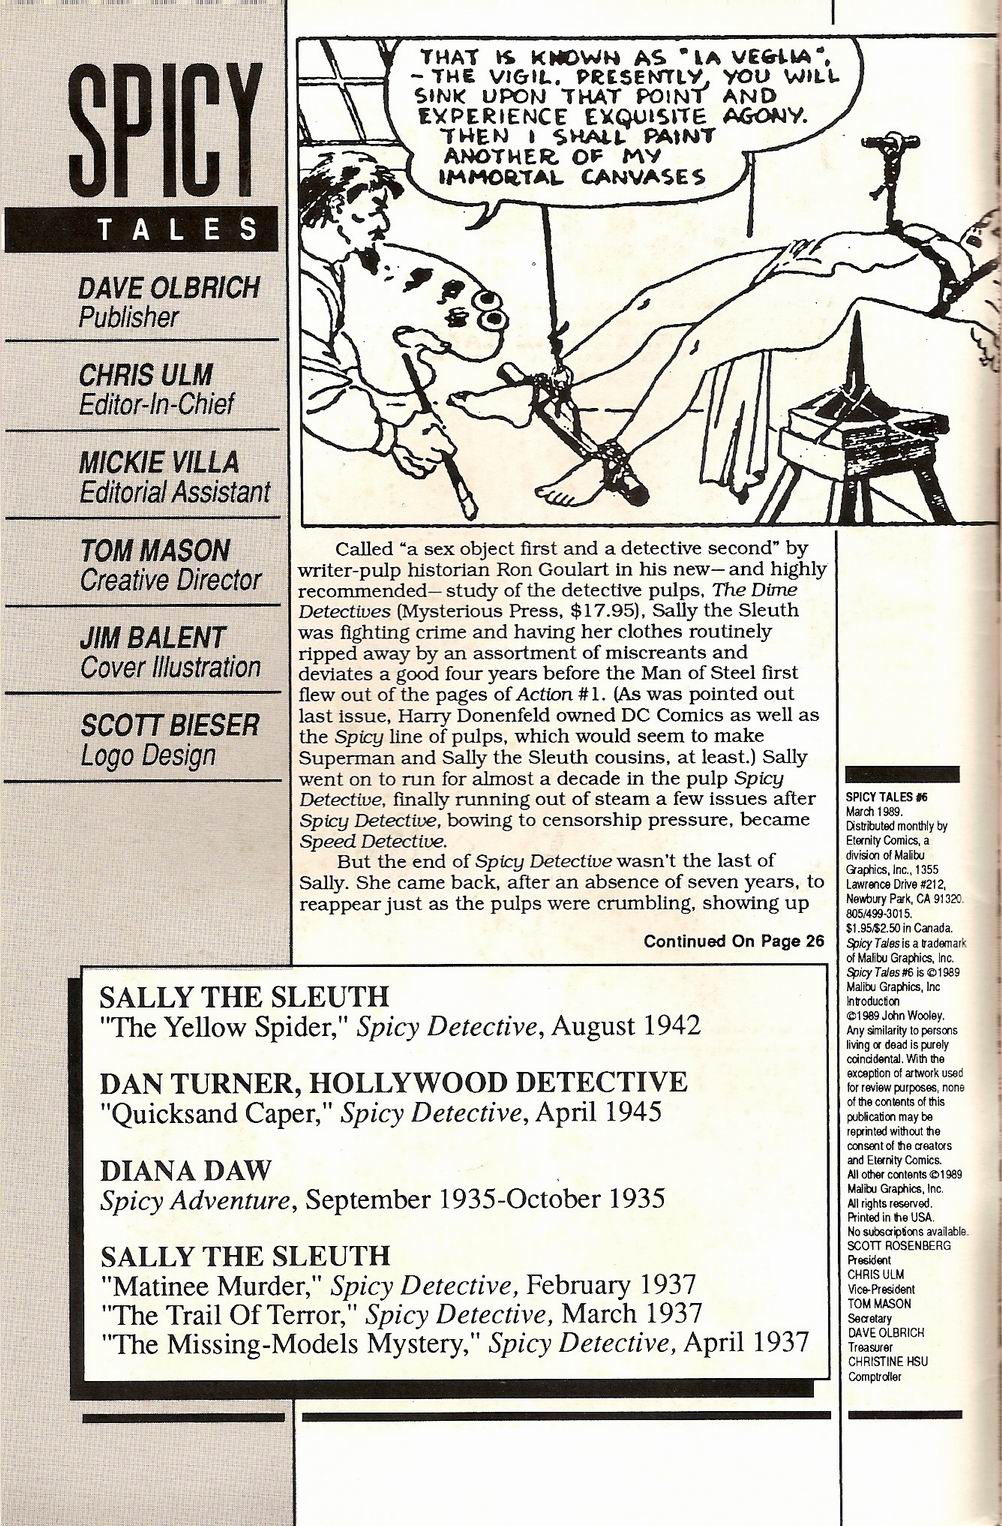 SPICY
TALES
DAVE OLBRICH
Publisher
CHRIS ULM
Editor-In-Chief
MICKIE VILLA
Editorial Assistant
TOM MASON
Creative Director
JIM BALENT
Cover Illustration
SCOTT BIESER
Logo Design
THAT IS KNOWN AS "LA VEGLIA".
- THE VIGIL. PRESENTLY, YOU WILL
SINK UPON THAT POINT AND
EXPERIENCE EXQUISITE AGONY.
THEN I SHALL PAINT
ANOTHER OF MY
IMMORTAL CANVASES
Called "a sex object first and a detective second" by
writer-pulp historian Ron Goulart in his new—and highly
recommended—study of the detective pulps, The Dime
Detectives (Mysterious Press, $17.95), Sally the Sleuth
was fighting crime and having her clothes routinely
ripped away by an assortment of miscreants and
deviates a good four years before the Man of Steel first
flew out of the pages of Action #1. (As was pointed out
last issue, Harry Donenfeld owned DC Comics as well as
the Spicy line of pulps, which would seem to make
Superman and Sally the Sleuth cousins, at least.) Sally
went on to run for almost a decade in the pulp Spicy
Detective, finally running out of steam a few issues after
Spicy Detective, bowing to censorship pressure, became
Speed Detective.
But the end of Spicy Detective wasn't the last of
Sally. She came back, after an absence of seven years, to
reappear just as the pulps were crumbling, showing up
Continued On Page 26
SALLY THE SLEUTH
"The Yellow Spider," Spicy Detective, August 1942
DAN TURNER, HOLLYWOOD DETECTIVE
"Quicksand Caper," Spicy Detective, April 1945
DIANA DAW
Spicy Adventure, September 1935-October 1935
SALLY THE SLEUTH
"Matinee Murder," Spicy Detective, February 1937
"The Trail Of Terror," Spicy Detective, March 1937
"The Missing-Models Mystery," Spicy Detective, April 1937
SPICY TALES #6
March 1989.
Distributed monthly by
Eternity Comics, a
division of Malibu
Graphics, Inc., 1355
Lawrence Drive #212,
Newbury Park, CA 91320.
805/499-3015.
$1.95/$2.50 in Canada.
Spicy Tales is a trademark
of Malibu Graphics, Inc.
Spicy Tales #6 is ©1989
Malibu Graphics, Inc
Introduction
©1989 John Wooley.
Any similarity to persons
living or dead is purely
coincidental. With the
exception of artwork used
for review purposes, none
of the contents of this
publication may be
reprinted without the
consent of the creators
and Eternity Comics.
All other contents ©1989
Malibu Graphics, Inc.
All rights reserved.
Printed in the USA.
No subscriptions available.
SCOTT ROSENBERG
President
CHRIS ULM
Vice-President
TOM MASON
Secretary
DAVE OLBRICH
Treasurer
CHRISTINE HSU
Comptroller